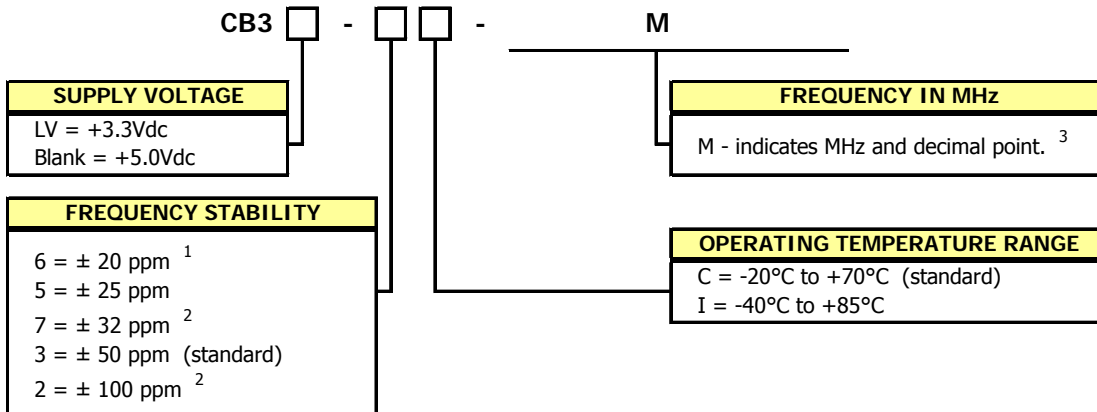 CB3 - - M
SUPPLY VOLTAGE
LV = +3.3Vdc
Blank = +5.0Vdc
FREQUENCY IN MHz
M - indicates MHz and decimal point. 3
FREQUENCY STABILITY
6 = ± 20 ppm 1
5 = ± 25 ppm
7 = ± 32 ppm 2
3 = ± 50 ppm (standard)
2 = ± 100 ppm 2
OPERATING TEMPERATURE RANGE
C = -20°C to +70°C (standard)
I = -40°C to +85°C